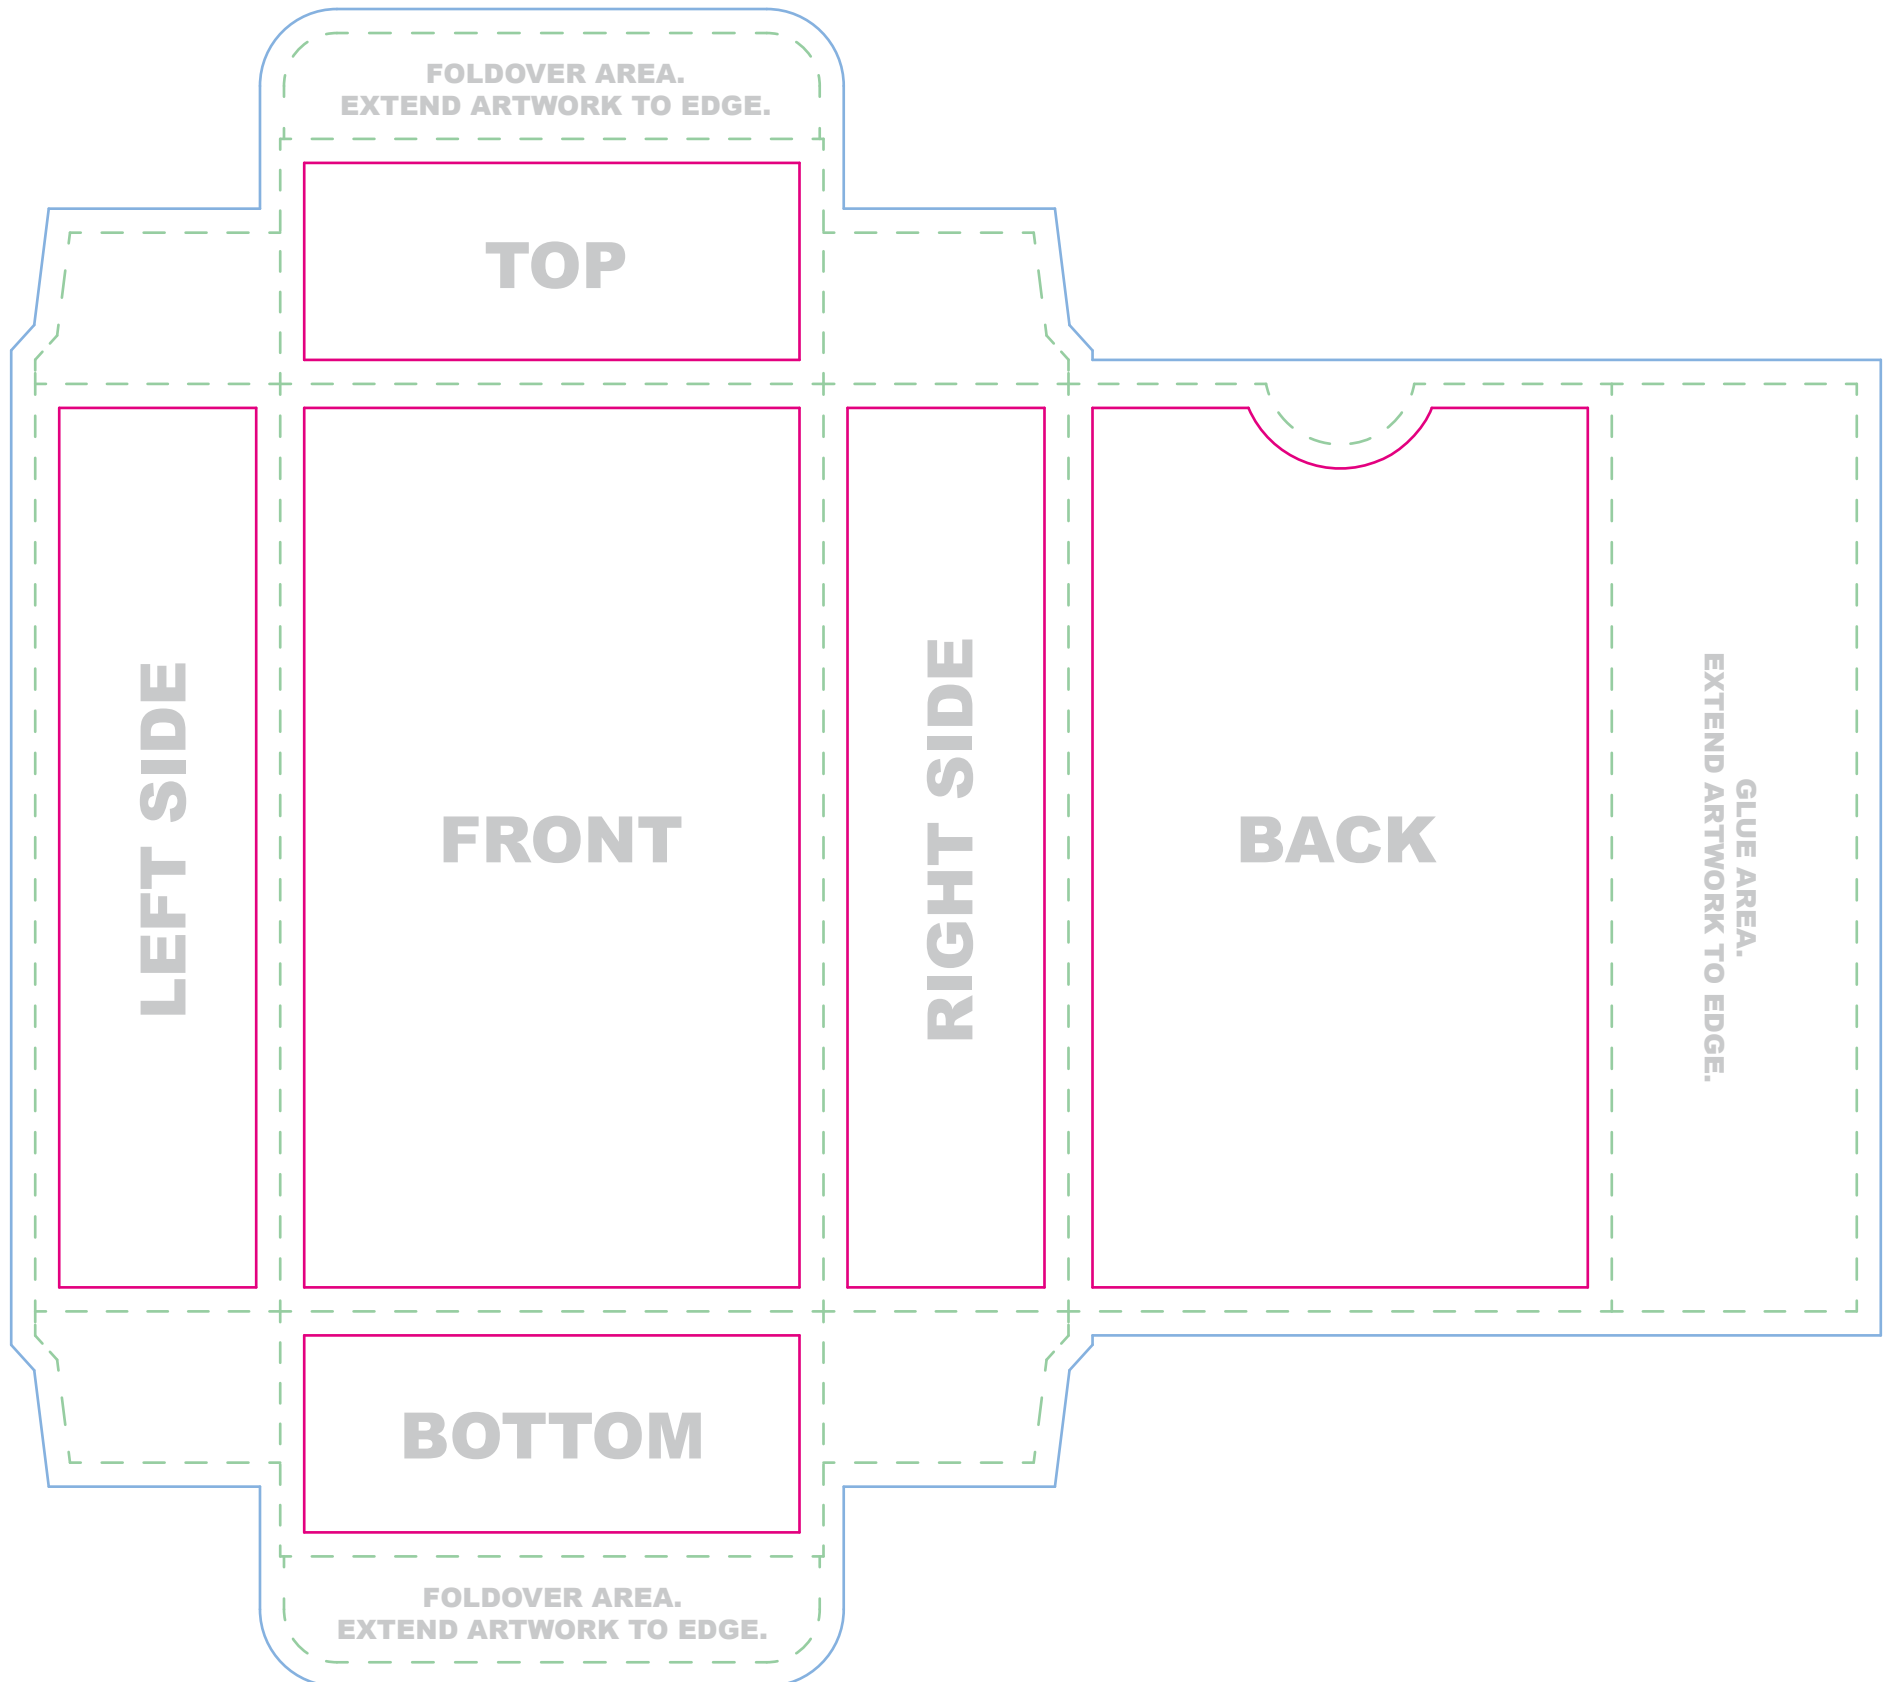 FOLDOVER AREA.
EXTEND ARTWORK TO EDGE.
TOP
LEFT SIDE
FRONT
RIGHT SIDE
BACK
GLUE AREA.
EXTEND ARTWORK TO EDGE.
BOTTOM
FOLDOVER AREA.
EXTEND ARTWORK TO EDGE.